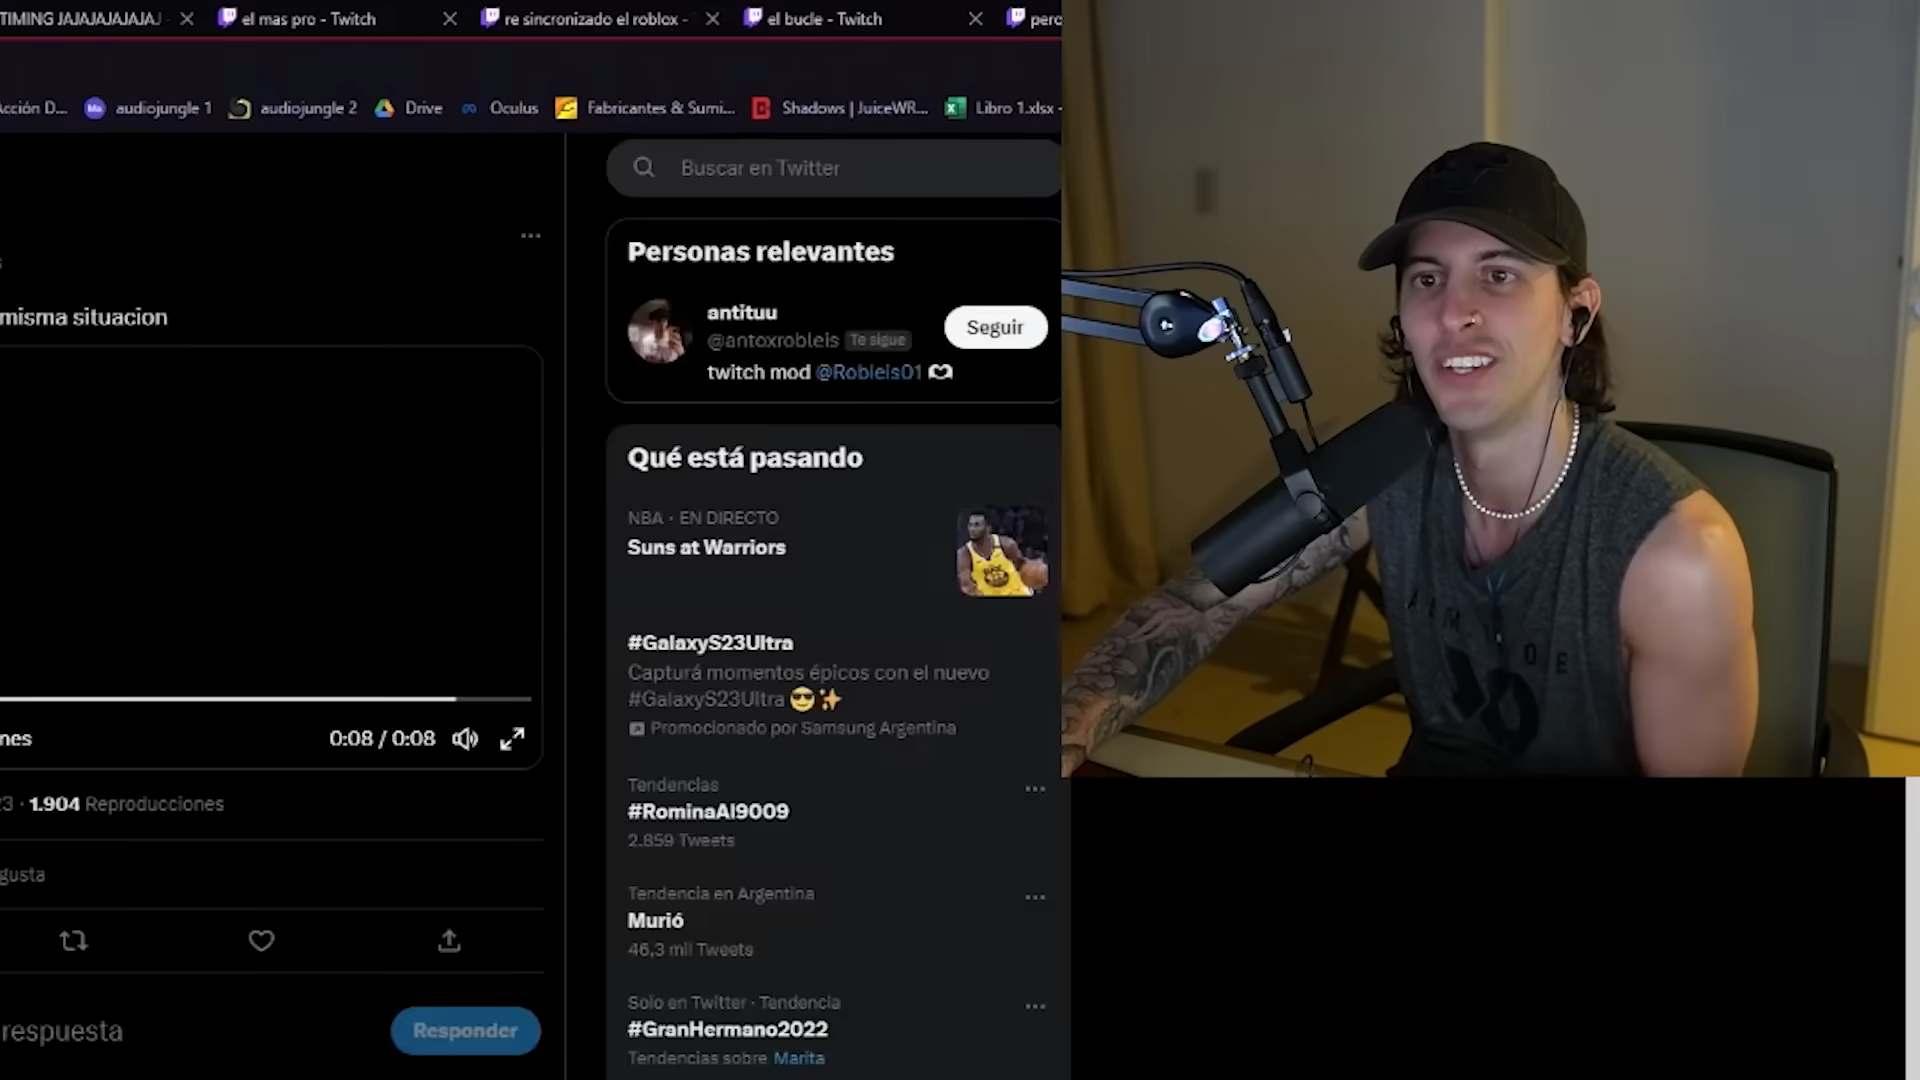 TIMING JAJAJAJAJAJ
el mas pro - Twitch
re sincronizado el roblox -
el bucle - Twitch
pero
Acción D...
audiojungle 1
audiojungle 2
Drive
Oculus
Fabricantes & Sumi...
Shadows | JuiceWR...
Libro 1.xlsx -
misma situacion
0:08 / 0:08
1.904 Reproducciones
gusta
respuesta
Responder
Buscar en Twitter
Personas relevantes
antituu
@antoxrobleis Te sigue
twitch mod @Robleis01
Seguir
Qué está pasando
NBA · EN DIRECTO
Suns at Warriors
#GalaxyS23Ultra
Capturá momentos épicos con el nuevo
#GalaxyS23Ultra 😎✨
Promocionado por Samsung Argentina
Tendencias
#RominaAl9009
2.859 Tweets
Tendencia en Argentina
Murió
46,3 mil Tweets
Solo en Twitter · Tendencia
#GranHermano2022
Tendencias sobre Marita